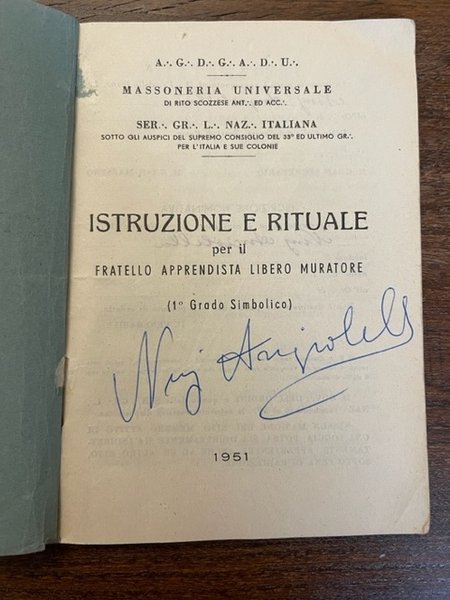 A∴ G∴ D∴ G∴ A∴ D∴ U∴
MASSONERIA UNIVERSALE
DI RITO SCOZZESE ANT∴ ED ACC∴
SER∴ GR∴ L∴ NAZ∴ ITALIANA
SOTTO GLI AUSPICI DEL SUPREMO CONSIGLIO DEL 33° ED ULTIMO GR∴
PER L'ITALIA E SUE COLONIE
ISTRUZIONE E RITUALE
per il
FRATELLO APPRENDISTA LIBERO MURATORE
(1° Grado Simbolico)
1951